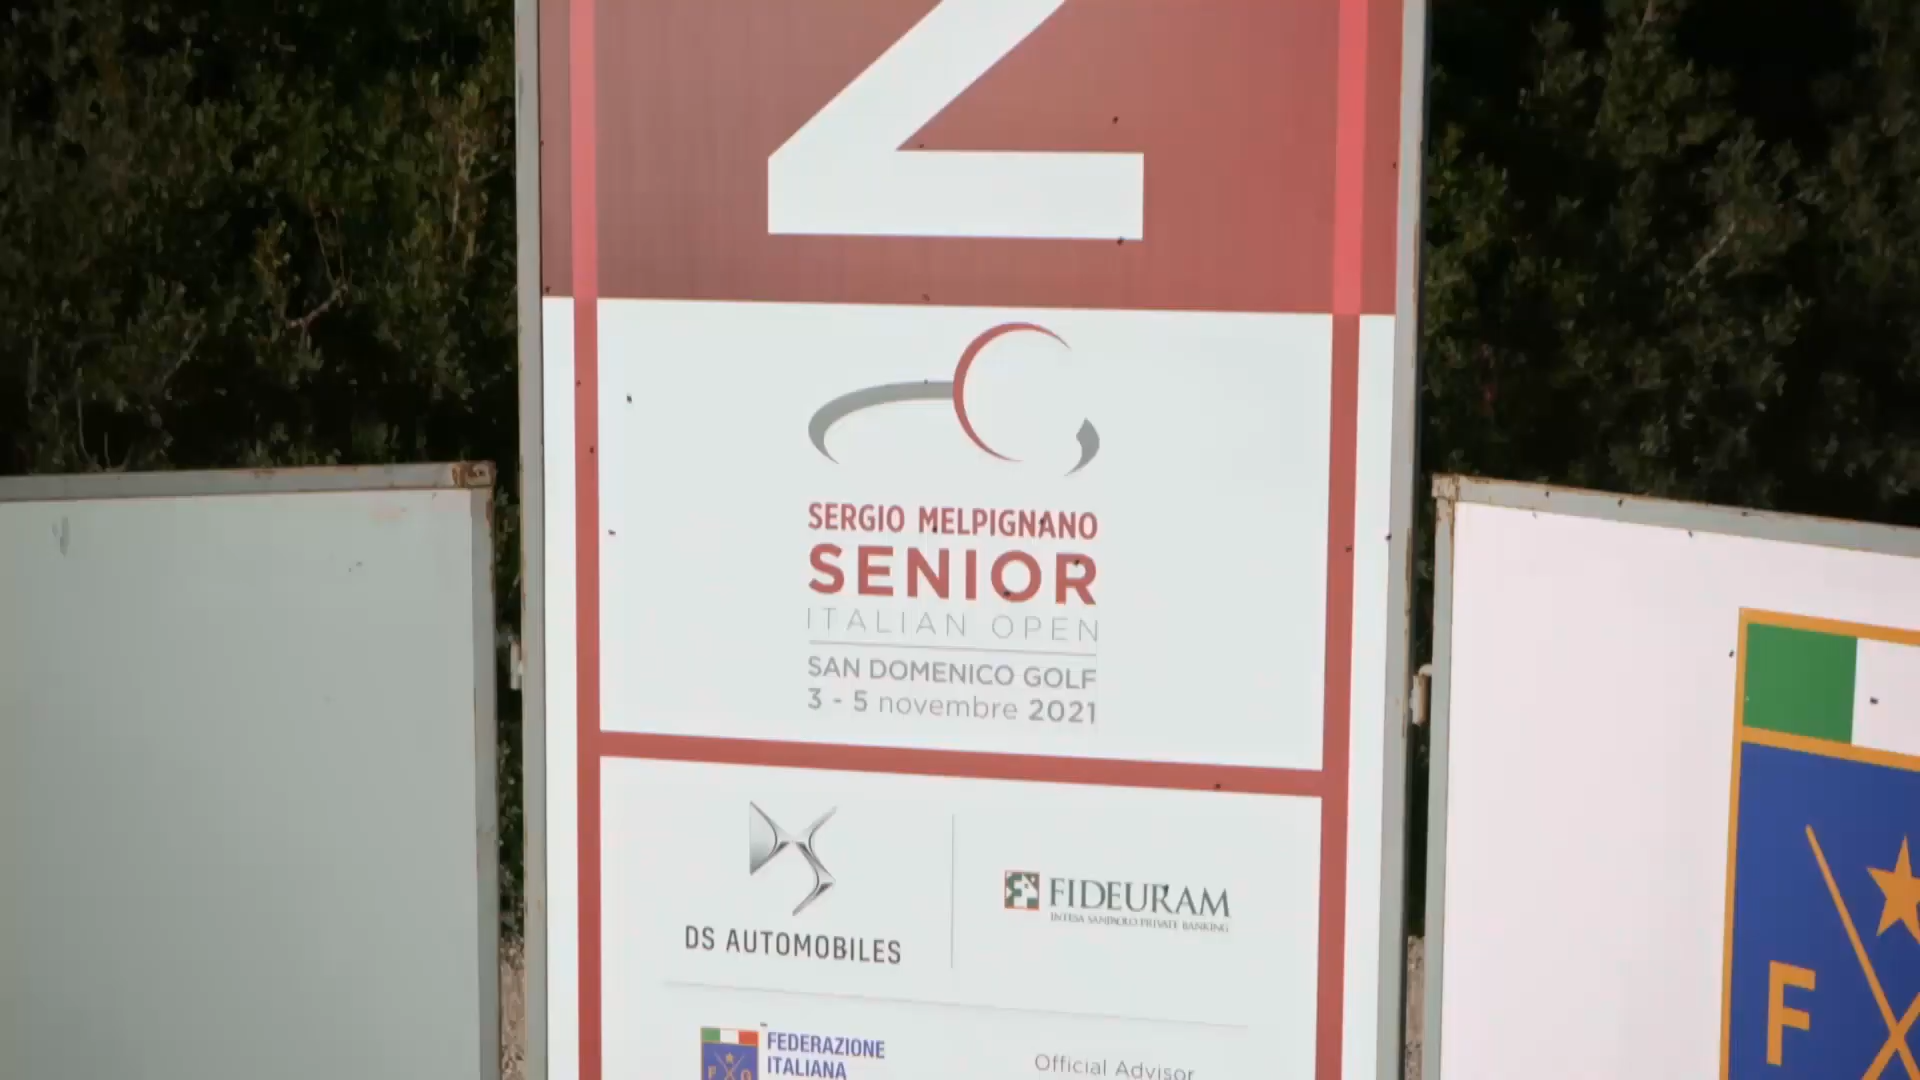 2
SERGIO MELPIGNANO
SENIOR
ITALIAN OPEN
SAN DOMENICO GOLF
3 - 5 novembre 2021
DS AUTOMOBILES
FIDEURAM
INTESA SANPAOLO PRIVATE BANKING
FEDERAZIONE
ITALIANA
Official Advisor
F G
F